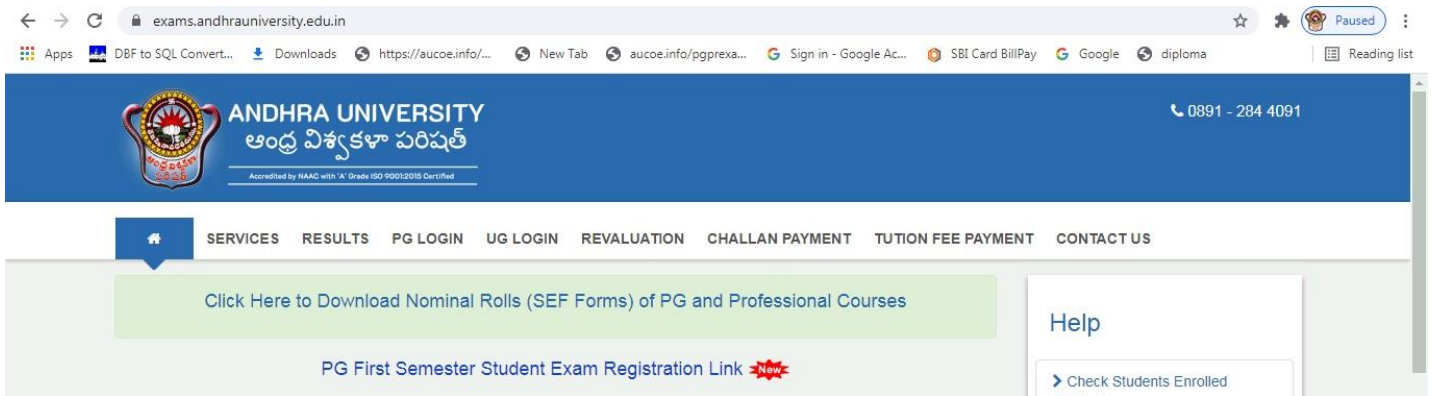 exams.andhrauniversity.edu.in Paused
Apps DBF to SQL Convert... Downloads https://aucoe.info/... New Tab aucoe.info/pgprexa... Sign in - Google Ac... SBI Card BillPay Google diploma Reading list
ANDHRA UNIVERSITY
ఆంధ్ర విశ్వకళా పరిషత్
Accredited by NAAC with 'A' Grade ISO 9001:2015 Certified
0891 - 284 4091
SERVICES RESULTS PG LOGIN UG LOGIN REVALUATION CHALLAN PAYMENT TUTION FEE PAYMENT CONTACT US
Click Here to Download Nominal Rolls (SEF Forms) of PG and Professional Courses
PG First Semester Student Exam Registration Link New
Help
Check Students Enrolled